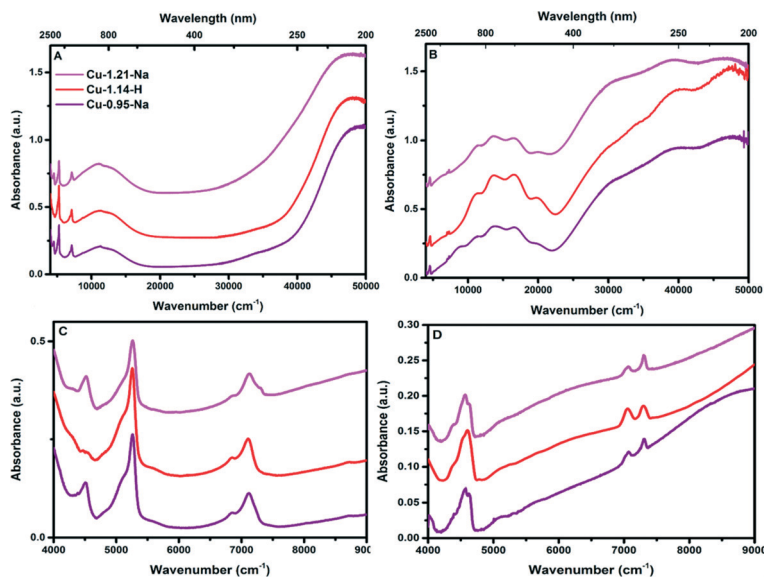 Wavelength (nm)
2500 800 400 250 200
A
Cu-1.21-Na
Cu-1.14-H
Cu-0.95-Na
Absorbance (a.u.)
1.5
1.0
0.5
0.0
10000 20000 30000 40000 50000
Wavenumber (cm-1)
Wavelength (nm)
2500 800 400 250 200
B
Absorbance (a.u.)
1.5
1.0
0.5
0.0
10000 20000 30000 40000 50000
Wavenumber (cm-1)
C
Absorbance (a.u.)
0.5
0.0
4000 5000 6000 7000 8000 900
Wavenumber (cm-1)
D
Absorbance (a.u.)
0.30
0.25
0.20
0.15
0.10
0.05
0.00
4000 5000 6000 7000 8000 9000
Wavenumber (cm-1)